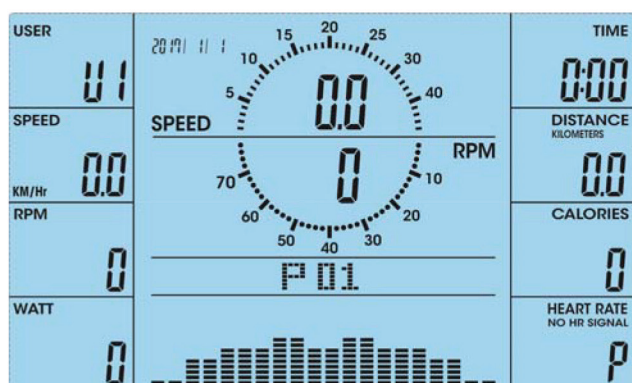 USER
U1
SPEED
KM/Hr 0.0
RPM
0
WATT
0
2017/ 1/ 1
5 10 15 20 25 30 40
SPEED
0.0
0
RPM
70 60 50 40 30 20 10
P 01
TIME
0:00
DISTANCE
KILOMETERS
0.0
CALORIES
0
HEART RATE
NO HR SIGNAL
P